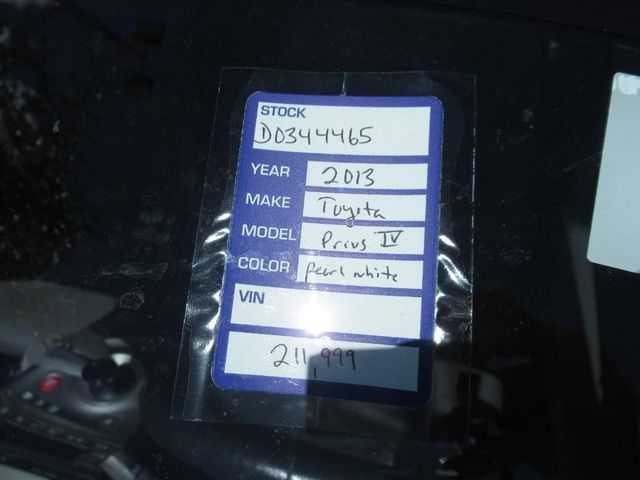 STOCK
D0344465
YEAR 2013
MAKE Toyota
MODEL Prius IV
COLOR pearl white
VIN
211,999